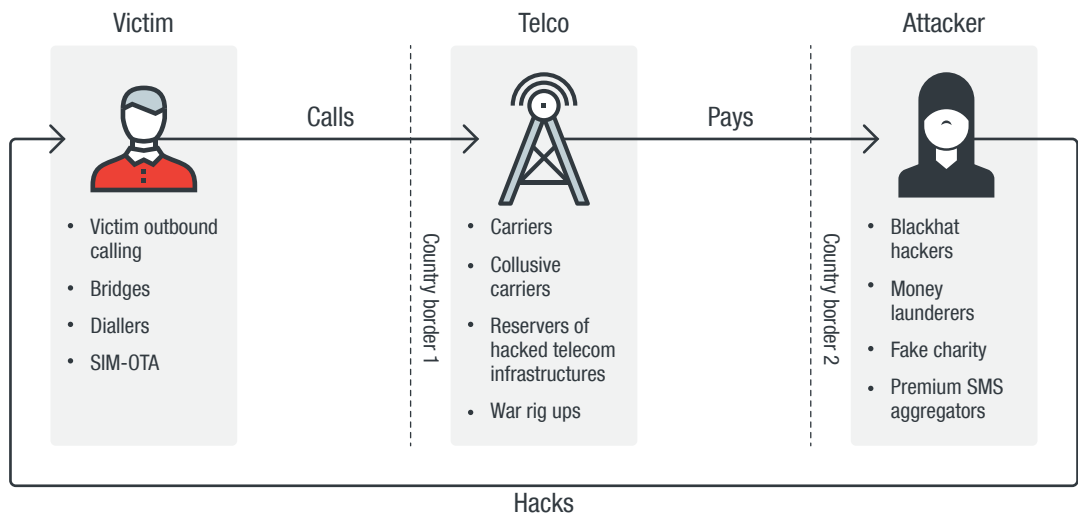 Victim
Telco
Attacker
Calls
Pays
• Victim outbound
calling
• Bridges
• Diallers
• SIM-OTA
Country border 1
• Carriers
• Collusive
carriers
• Reservers of
hacked telecom
infrastructures
• War rig ups
Country border 2
• Blackhat
hackers
• Money
launderers
• Fake charity
• Premium SMS
aggregators
Hacks